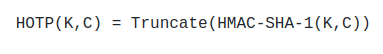 HOTP(K,C) = Truncate(HMAC-SHA-1(K,C))